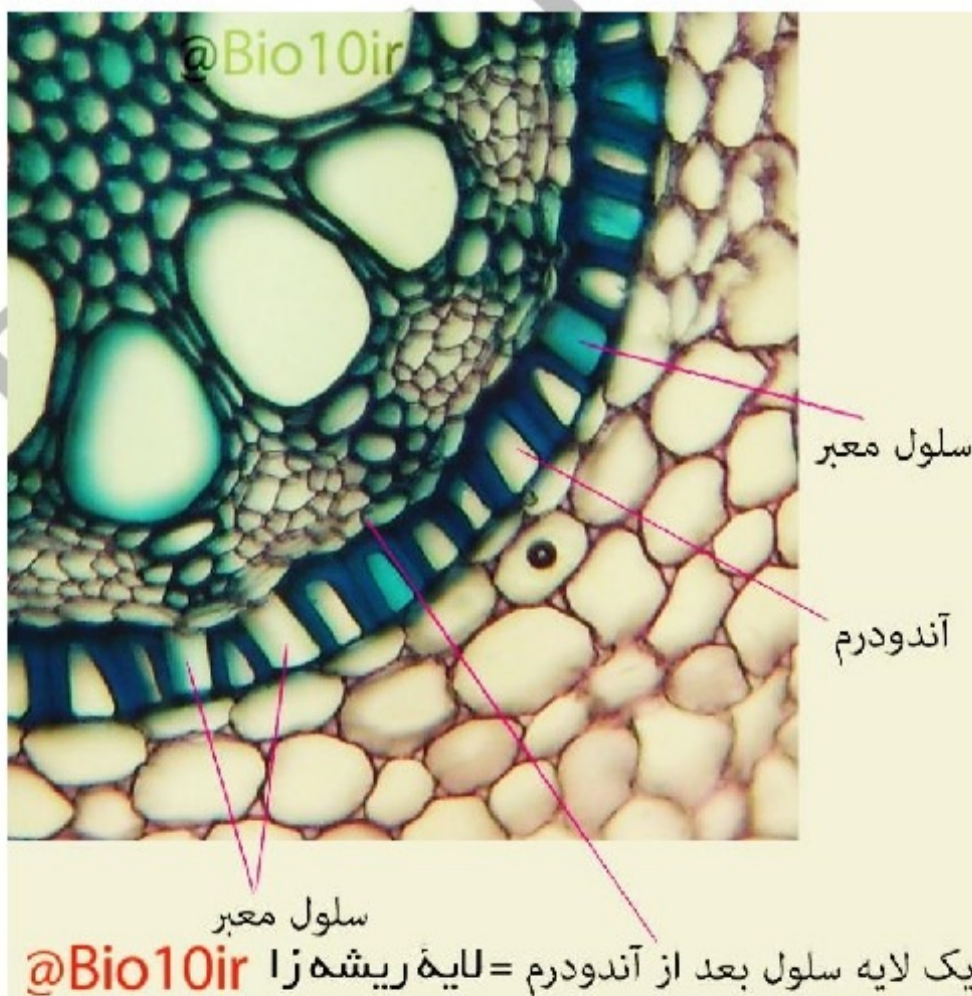 @Bio10ir
سلول معبر
آندودرم
سلول معبر
یک لایه سلول بعد از آندودرم = لایهٔ ریشه زا @Bio10ir